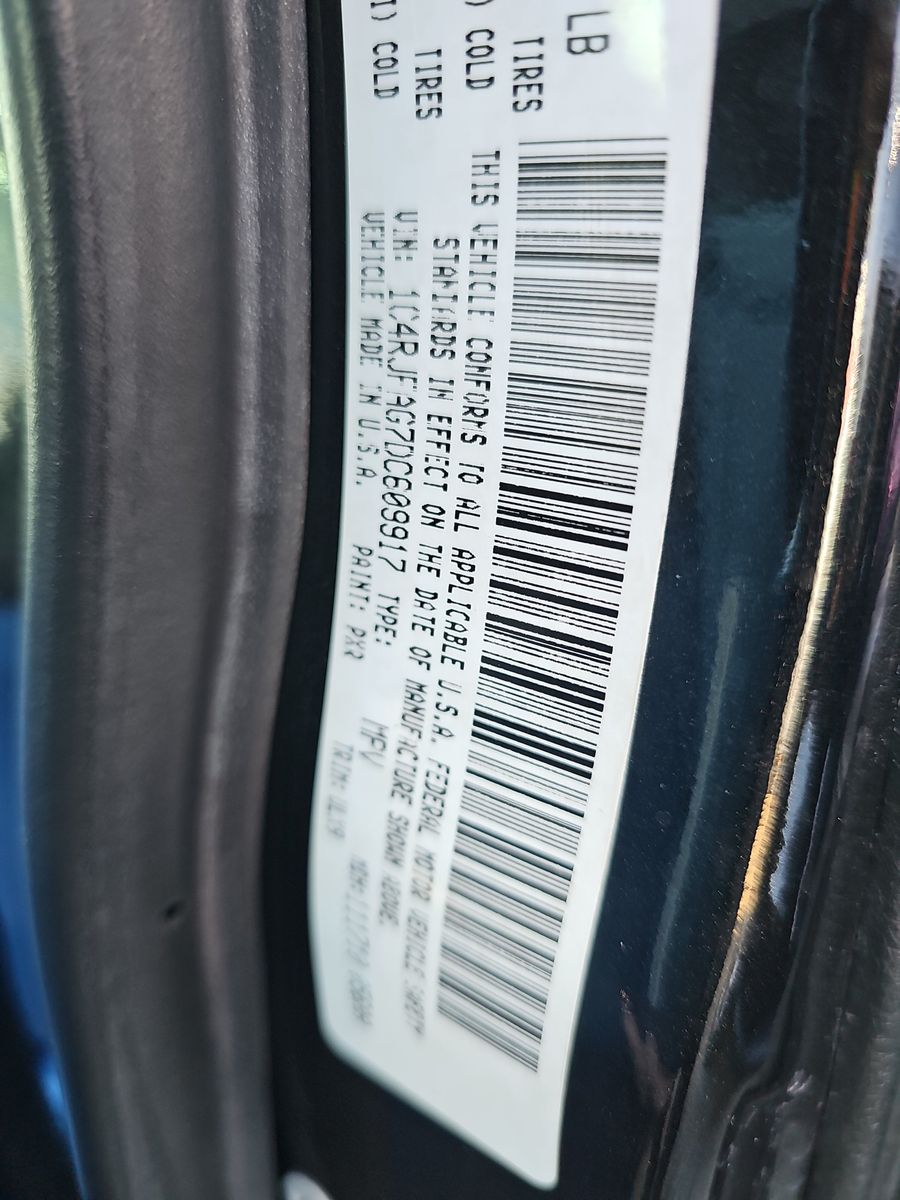 LB
TIRES
) COLD
TIRES
I) COLD
THIS VEHICLE CONFORMS TO ALL APPLICABLE U.S.A. FEDERAL MOTOR VEHICLE SAFETY
STANDARDS IN EFFECT ON THE DATE OF MANUFACTURE SHOWN ABOVE.
VIN: 1C4RJFAG7DC609917 TYPE: MPV
VEHICLE MADE IN U.S.A. PAINT: PXR TRIM: